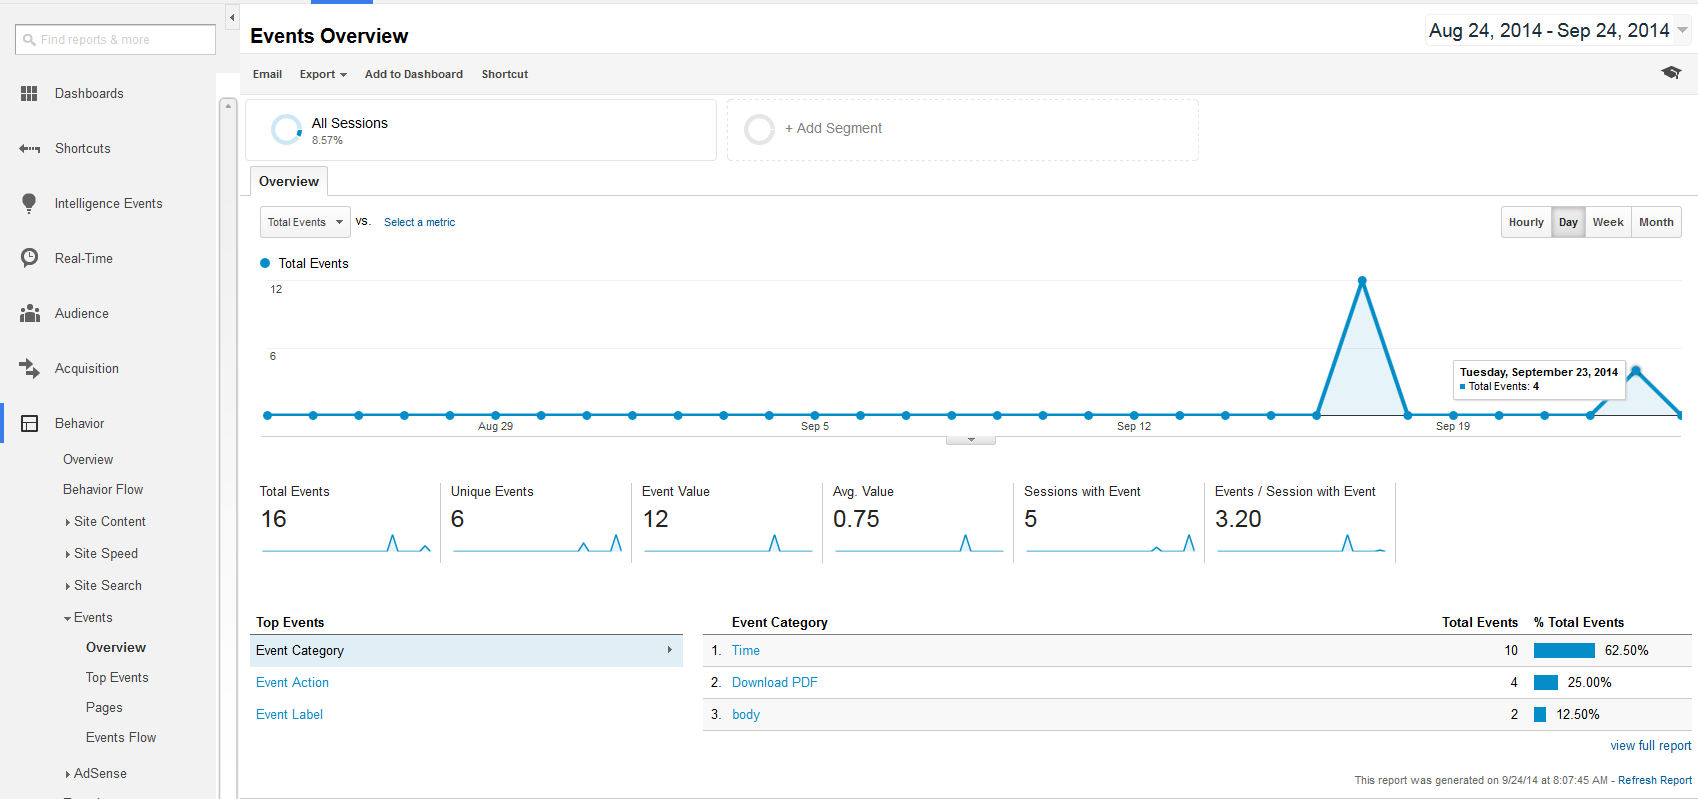 Find reports & more
Dashboards
Shortcuts
Intelligence Events
Real-Time
Audience
Acquisition
Behavior
Overview
Behavior Flow
Site Content
Site Speed
Site Search
Events
Overview
Top Events
Pages
Events Flow
AdSense
Events Overview
Aug 24, 2014 - Sep 24, 2014
Email Export Add to Dashboard Shortcut
All Sessions
8.57%
+ Add Segment
Overview
Total Events vs. Select a metric
Hourly Day Week Month
Total Events
12
6
Tuesday, September 23, 2014
Total Events: 4
Aug 29 Sep 5 Sep 12 Sep 19
Total Events Unique Events Event Value Avg. Value Sessions with Event Events / Session with Event
16 6 12 0.75 5 3.20
Top Events
Event Category
Event Action
Event Label
Event Category Total Events % Total Events
1. Time 10 62.50%
2. Download PDF 4 25.00%
3. body 2 12.50%
view full report
This report was generated on 9/24/14 at 8:07:45 AM - Refresh Report